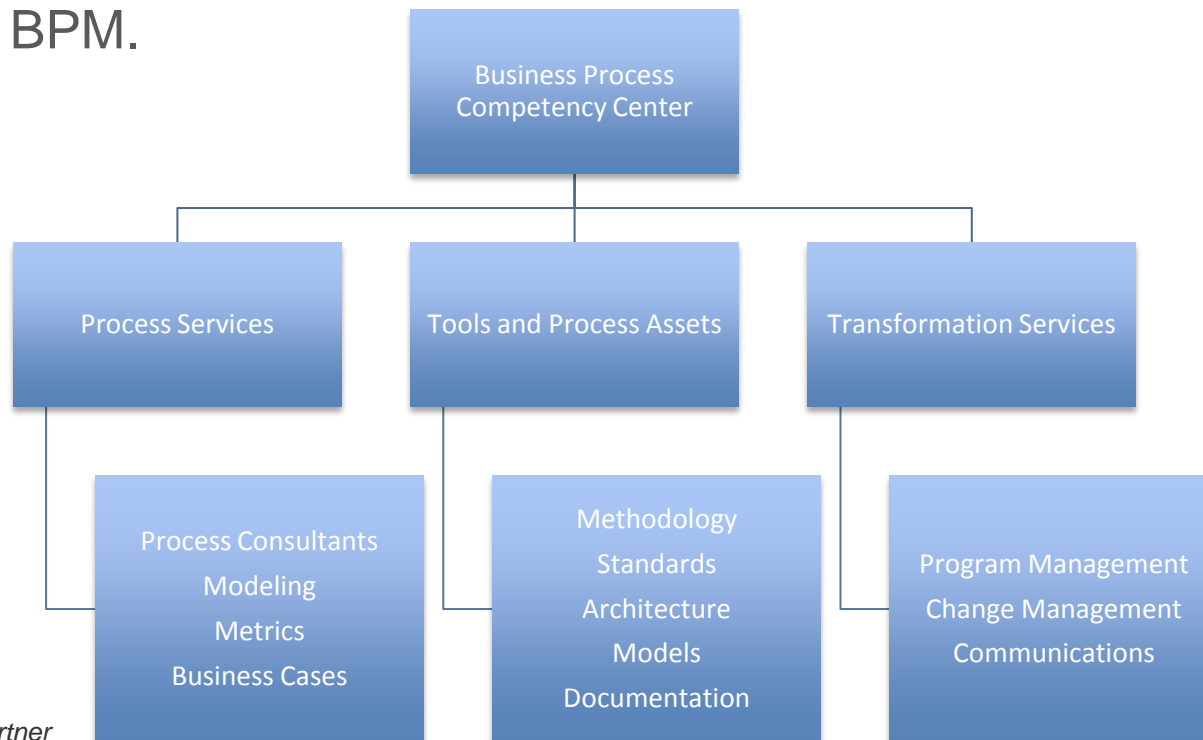 BPM.
Business Process
Competency Center
Process Services
Tools and Process Assets
Transformation Services
Process Consultants
Modeling
Metrics
Business Cases
Methodology
Standards
Architecture
Models
Documentation
Program Management
Change Management
Communications